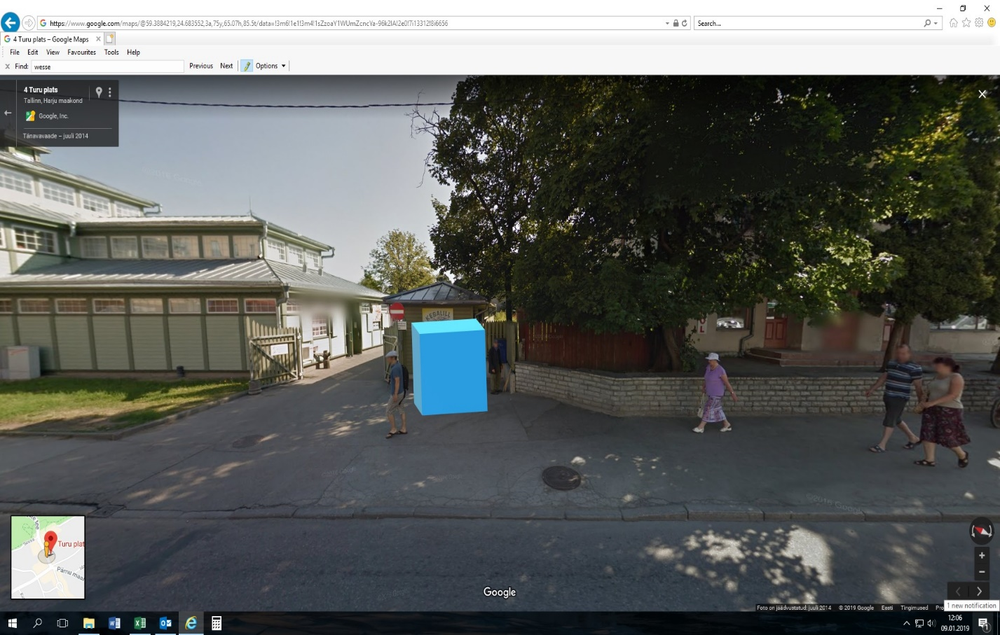 https://www.google.com/maps/@59.3884219,24.683552,3a,75y,65.07h,85.5t/data=!3m6!1e1!3m4!1sZzoaY1WUmZcncYa-96k2IA!2e0!7i13312!8i6656
Search...
4 Turu plats – Google Maps
File Edit View Favourites Tools Help
x Find: wesse Previous Next Options
4 Turu plats
Tallinn, Harju maakond
Google, Inc.
Tänavavaade – juuli 2014
KEBALILL
Turu plat
Pärnu maa
Google
Foto on jäädvustatud: juuli 2014 © 2019 Google Eesti Tingimused
1 new notification
12:06
09.01.2019